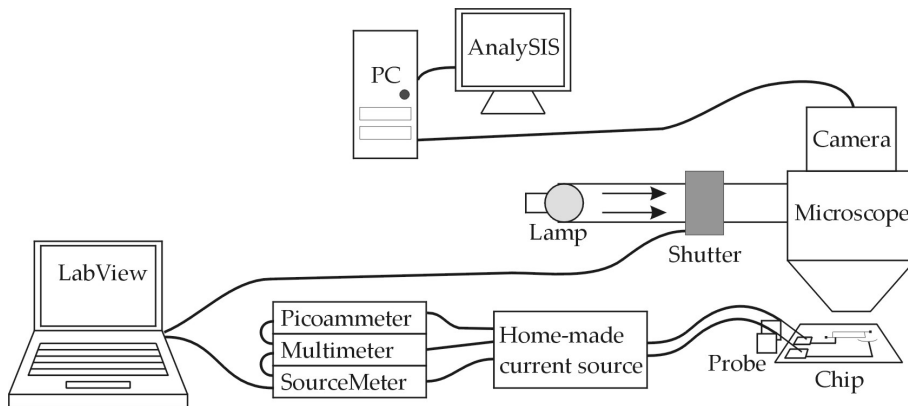 AnalySIS
PC
Camera
Microscope
Lamp
Shutter
LabView
Picoammeter
Multimeter
SourceMeter
Home-made
current source
Probe
Chip